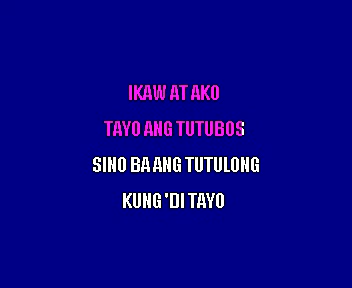 IKAW AT AKO
TAYO ANG TUTUBOS
SINO BA ANG TUTULONG
KUNG 'DI TAYO